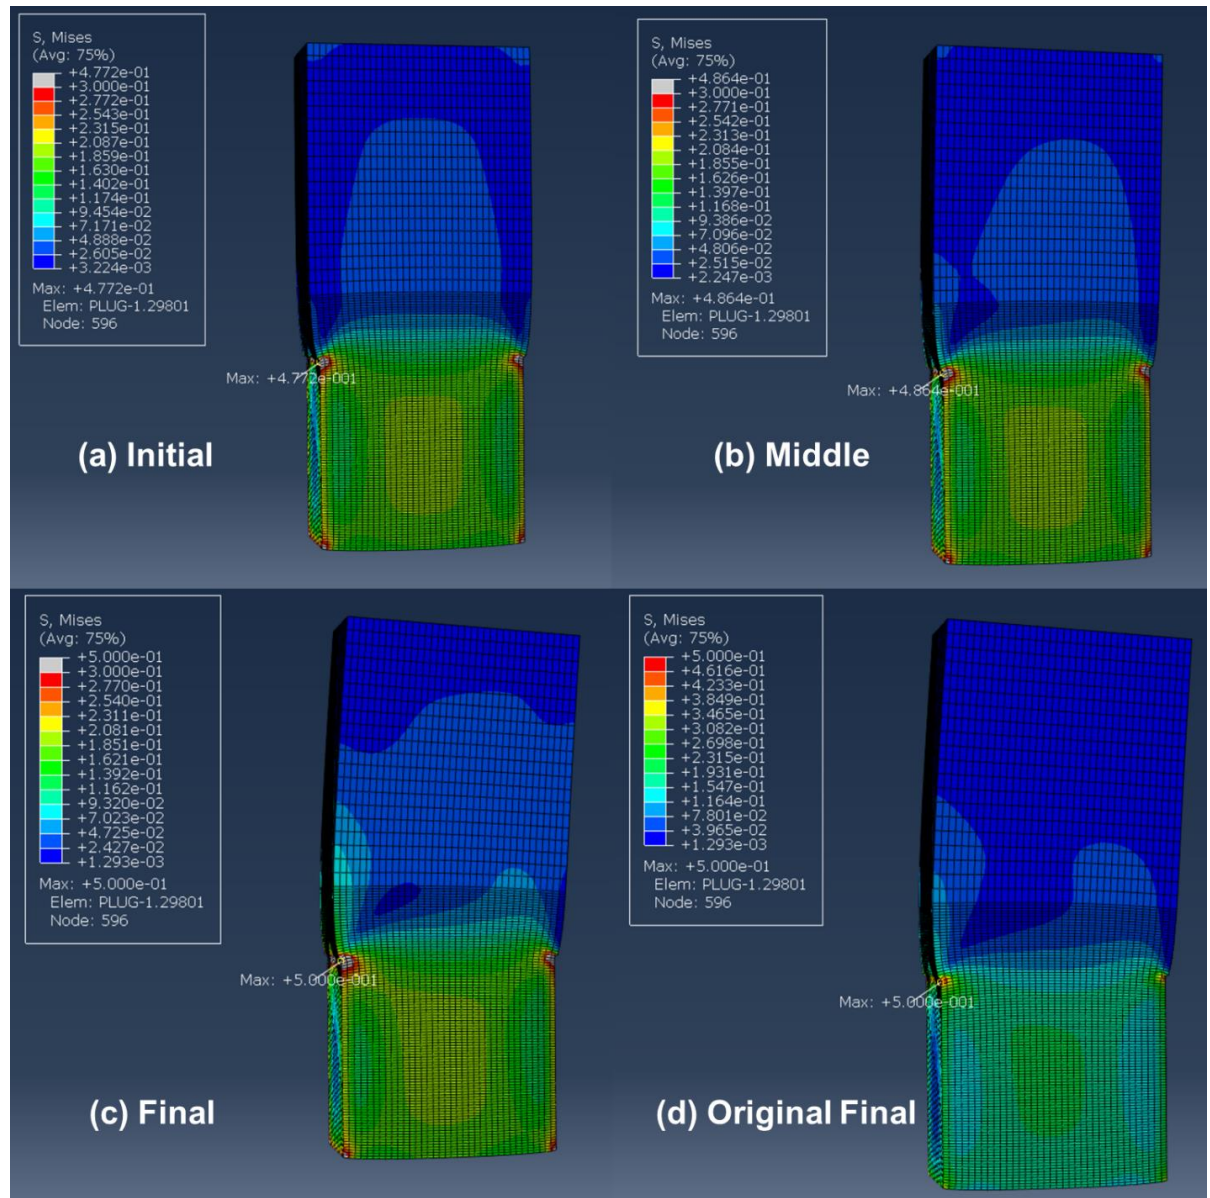 S, Mises
(Avg: 75%)
+4.772e-01
+3.000e-01
+2.772e-01
+2.543e-01
+2.315e-01
+2.087e-01
+1.859e-01
+1.630e-01
+1.402e-01
+1.174e-01
+9.454e-02
+7.171e-02
+4.888e-02
+2.605e-02
+3.224e-03
Max: +4.772e-01
Elem: PLUG-1.29801
Node: 596
Max: +4.772e-001
(a) Initial
S, Mises
(Avg: 75%)
+4.864e-01
+3.000e-01
+2.771e-01
+2.542e-01
+2.313e-01
+2.084e-01
+1.855e-01
+1.626e-01
+1.397e-01
+1.168e-01
+9.386e-02
+7.096e-02
+4.806e-02
+2.515e-02
+2.247e-03
Max: +4.864e-01
Elem: PLUG-1.29801
Node: 596
Max: +4.864e-001
(b) Middle
S, Mises
(Avg: 75%)
+5.000e-01
+3.000e-01
+2.770e-01
+2.540e-01
+2.311e-01
+2.081e-01
+1.851e-01
+1.621e-01
+1.392e-01
+1.162e-01
+9.320e-02
+7.023e-02
+4.725e-02
+2.427e-02
+1.293e-03
Max: +5.000e-01
Elem: PLUG-1.29801
Node: 596
Max: +5.000e-001
(c) Final
S, Mises
(Avg: 75%)
+5.000e-01
+4.616e-01
+4.233e-01
+3.849e-01
+3.465e-01
+3.082e-01
+2.698e-01
+2.315e-01
+1.931e-01
+1.547e-01
+1.164e-01
+7.801e-02
+3.965e-02
+1.293e-03
Max: +5.000e-01
Elem: PLUG-1.29801
Node: 596
Max: +5.000e-001
(d) Original Final